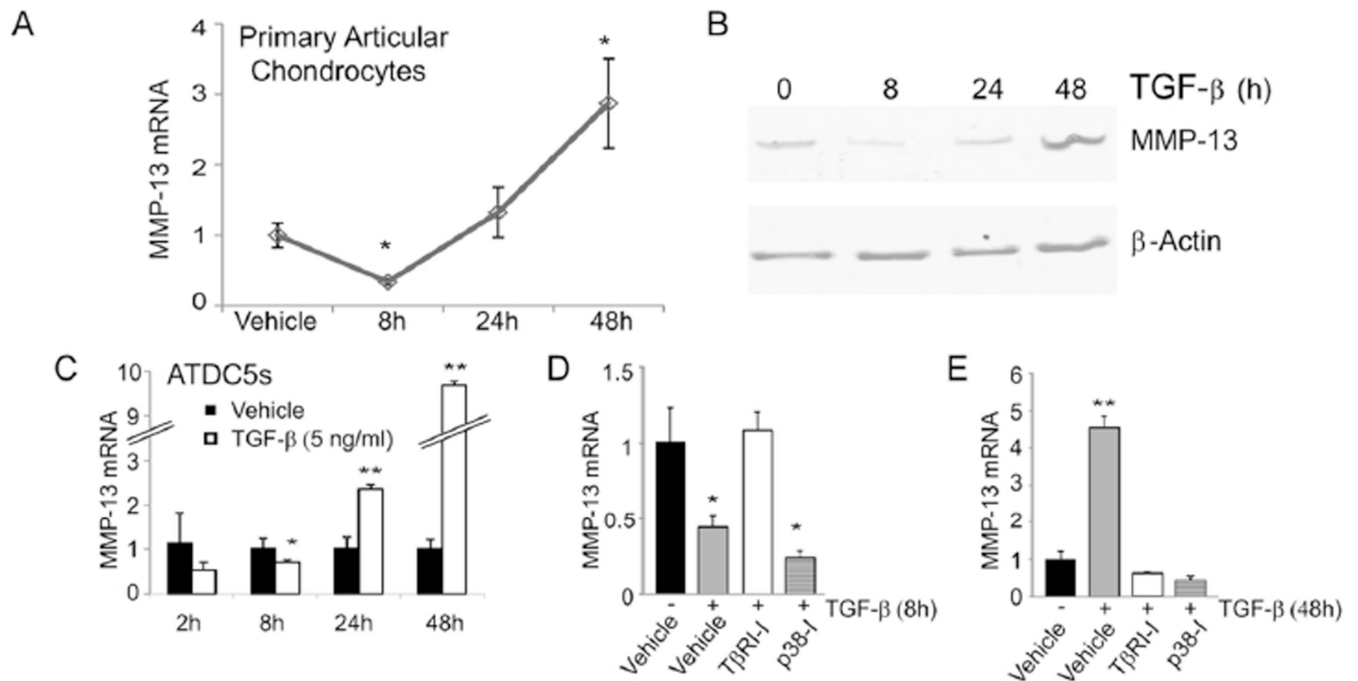 A
Primary Articular
Chondrocytes
MMP-13 mRNA
4
3
2
1
0
*
*
Vehicle 8h 24h 48h
B
0 8 24 48 TGF-β (h)
MMP-13
β-Actin
C
ATDC5s
Vehicle
TGF-β (5 ng/ml)
MMP-13 mRNA
10
9
3
2
1
0
*
**
**
2h 8h 24h 48h
D
MMP-13 mRNA
1.5
1
0.5
0
*
*
- + + + TGF-β (8h)
Vehicle Vehicle TβRI-I p38-I
E
MMP-13 mRNA
6
5
4
3
2
1
0
**
- + + + TGF-β (48h)
Vehicle Vehicle TβRI-I p38-I